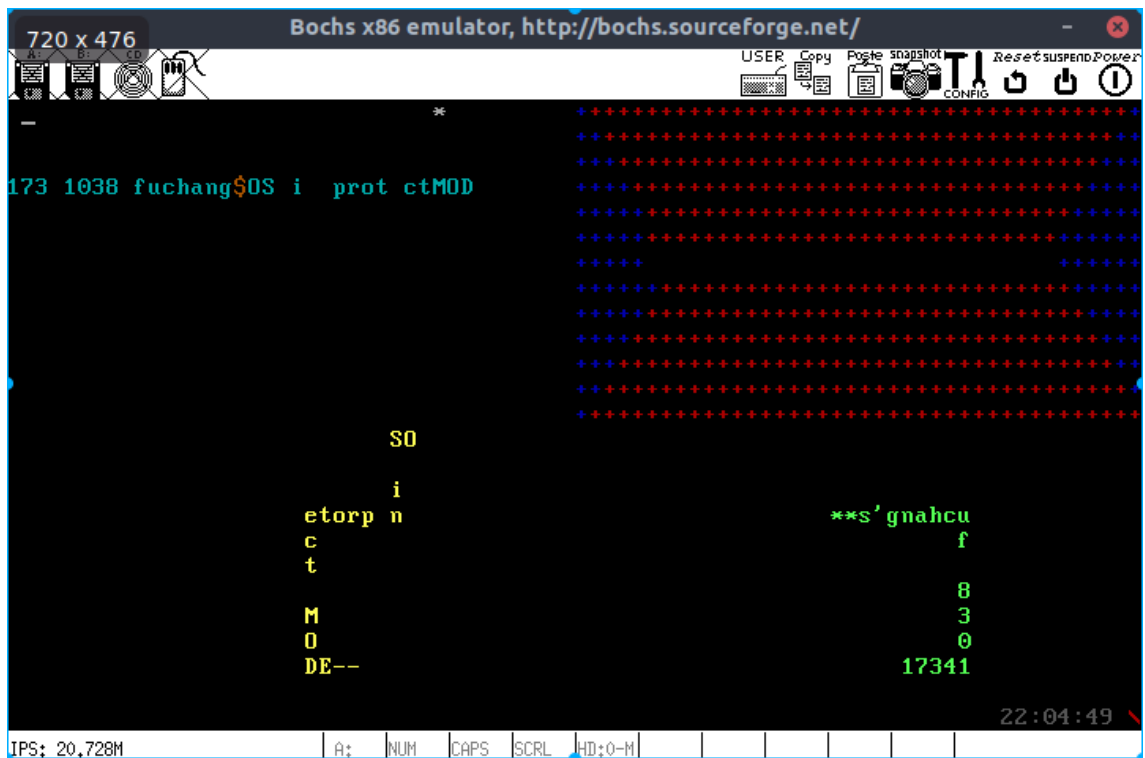 Bochs x86 emulator, http://bochs.sourceforge.net/
720 x 476
A: B: CD USER Copy Paste snapshot CONFIG Reset SUSPEND Power
_ *
173 1038 fuchang$OS i prot ctMOD
SO
i
etorp n **s'gnahcu
c f
t
8
M 3
O 0
DE-- 17341
22:04:49 \
IPS: 20.728M A: NUM CAPS SCRL HD:0-M